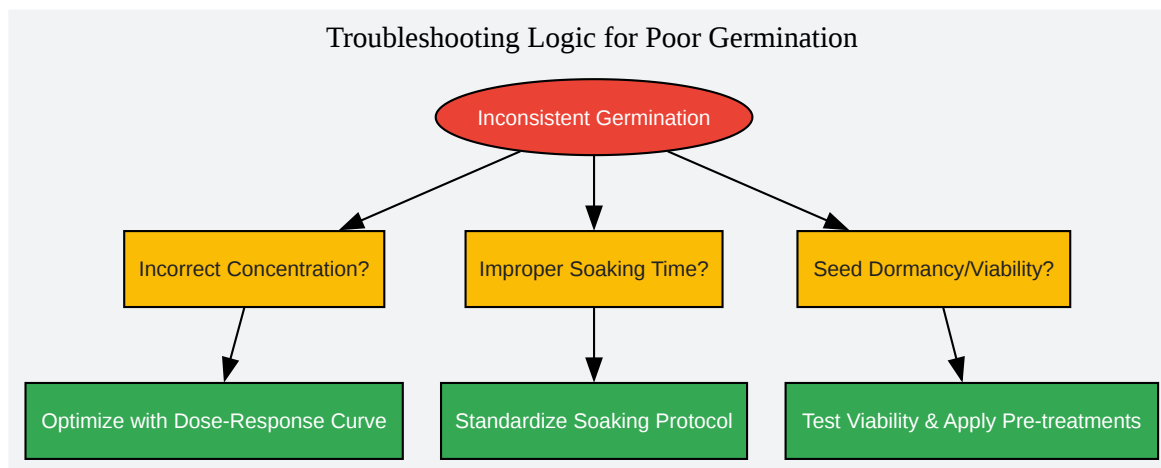 Troubleshooting Logic for Poor Germination
Inconsistent Germination
Incorrect Concentration?
Improper Soaking Time?
Seed Dormancy/Viability?
Optimize with Dose-Response Curve
Standardize Soaking Protocol
Test Viability & Apply Pre-treatments